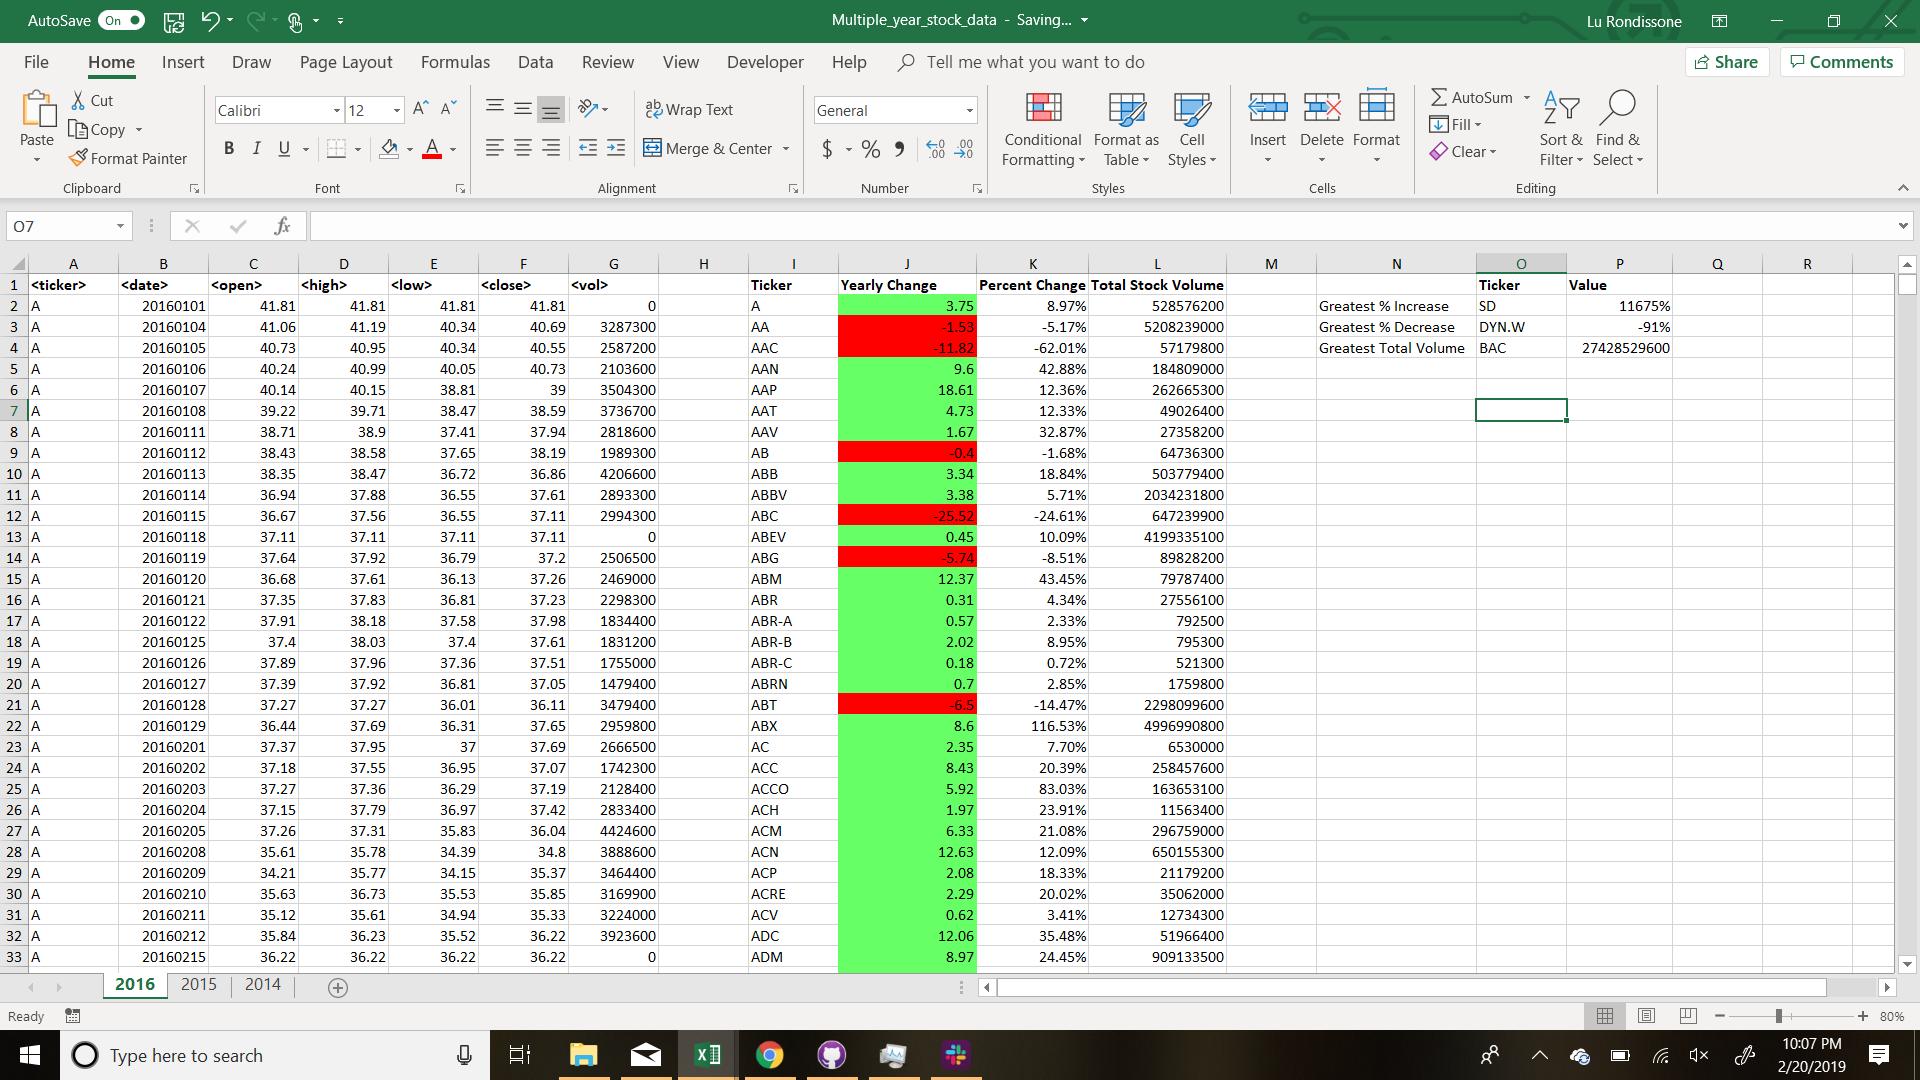 AutoSave On Multiple_year_stock_data - Saving... Lu Rondissone
File Home Insert Draw Page Layout Formulas Data Review View Developer Help Tell me what you want to do Share Comments
Paste Cut Copy Format Painter Clipboard
Calibri 12 B I U A Font
Wrap Text Merge & Center Alignment
General $ % Number
Conditional Formatting Format as Table Cell Styles Styles
Insert Delete Format Cells
AutoSum Fill Clear Sort & Filter Find & Select Editing
O7 fx
A B C D E F G H I J K L M N O P Q R
1 <ticker> <date> <open> <high> <low> <close> <vol> Ticker Yearly Change Percent Change Total Stock Volume Ticker Value
2 A 20160101 41.81 41.81 41.81 41.81 0 A 3.75 8.97% 528576200 Greatest % Increase SD 11675%
3 A 20160104 41.06 41.19 40.34 40.69 3287300 AA -1.53 -5.17% 5208239000 Greatest % Decrease DYN.W -91%
4 A 20160105 40.73 40.95 40.34 40.55 2587200 AAC -11.82 -62.01% 57179800 Greatest Total Volume BAC 27428529600
5 A 20160106 40.24 40.99 40.05 40.73 2103600 AAN 9.6 42.88% 184809000
6 A 20160107 40.14 40.15 38.81 39 3504300 AAP 18.61 12.36% 262665300
7 A 20160108 39.22 39.71 38.47 38.59 3736700 AAT 4.73 12.33% 49026400
8 A 20160111 38.71 38.9 37.41 37.94 2818600 AAV 1.67 32.87% 27358200
9 A 20160112 38.43 38.58 37.65 38.19 1989300 AB -0.4 -1.68% 64736300
10 A 20160113 38.35 38.47 36.72 36.86 4206600 ABB 3.34 18.84% 503779400
11 A 20160114 36.94 37.88 36.55 37.61 2893300 ABBV 3.38 5.71% 2034231800
12 A 20160115 36.67 37.56 36.55 37.11 2994300 ABC -25.52 -24.61% 647239900
13 A 20160118 37.11 37.11 37.11 37.11 0 ABEV 0.45 10.09% 4199335100
14 A 20160119 37.64 37.92 36.79 37.2 2506500 ABG -5.74 -8.51% 89828200
15 A 20160120 36.68 37.61 36.13 37.26 2469000 ABM 12.37 43.45% 79787400
16 A 20160121 37.35 37.83 36.81 37.23 2298300 ABR 0.31 4.34% 27556100
17 A 20160122 37.91 38.18 37.58 37.98 1834400 ABR-A 0.57 2.33% 792500
18 A 20160125 37.4 38.03 37.4 37.61 1831200 ABR-B 2.02 8.95% 795300
19 A 20160126 37.89 37.96 37.36 37.51 1755000 ABR-C 0.18 0.72% 521300
20 A 20160127 37.39 37.92 36.81 37.05 1479400 ABRN 0.7 2.85% 1759800
21 A 20160128 37.27 37.27 36.01 36.11 3479400 ABT -6.5 -14.47% 2298099600
22 A 20160129 36.44 37.69 36.31 37.65 2959800 ABX 8.6 116.53% 4996990800
23 A 20160201 37.37 37.95 37 37.69 2666500 AC 2.35 7.70% 6530000
24 A 20160202 37.18 37.55 36.95 37.07 1742300 ACC 8.43 20.39% 258457600
25 A 20160203 37.27 37.36 36.29 37.19 2128400 ACCO 5.92 83.03% 163653100
26 A 20160204 37.15 37.79 36.97 37.42 2833400 ACH 1.97 23.91% 11563400
27 A 20160205 37.26 37.31 35.83 36.04 4424600 ACM 6.33 21.08% 296759000
28 A 20160208 35.61 35.78 34.39 34.8 3888600 ACN 12.63 12.09% 650155300
29 A 20160209 34.21 35.77 34.15 35.37 3464400 ACP 2.08 18.33% 21179200
30 A 20160210 35.63 36.73 35.53 35.85 3169900 ACRE 2.29 20.02% 35062000
31 A 20160211 35.12 35.61 34.94 35.33 3224000 ACV 0.62 3.41% 12734300
32 A 20160212 35.84 36.23 35.52 36.22 3923600 ADC 12.06 35.48% 51966400
33 A 20160215 36.22 36.22 36.22 36.22 0 ADM 8.97 24.45% 909133500
2016 2015 2014
Ready 80%
Type here to search 10:07 PM
2/20/2019